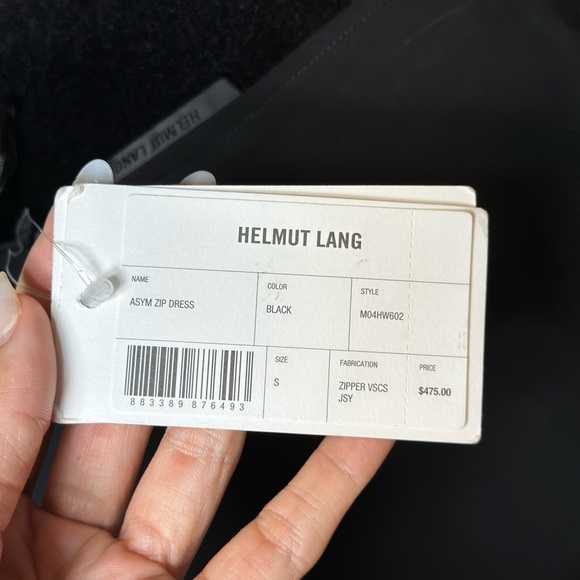 HELMUT LANG
HELMUT LANG
NAME
ASYM ZIP DRESS
COLOR
BLACK
STYLE
M04HW602
883389 876493
SIZE
S
FABRICATION
ZIPPER VSCS
JSY
PRICE
$475.00